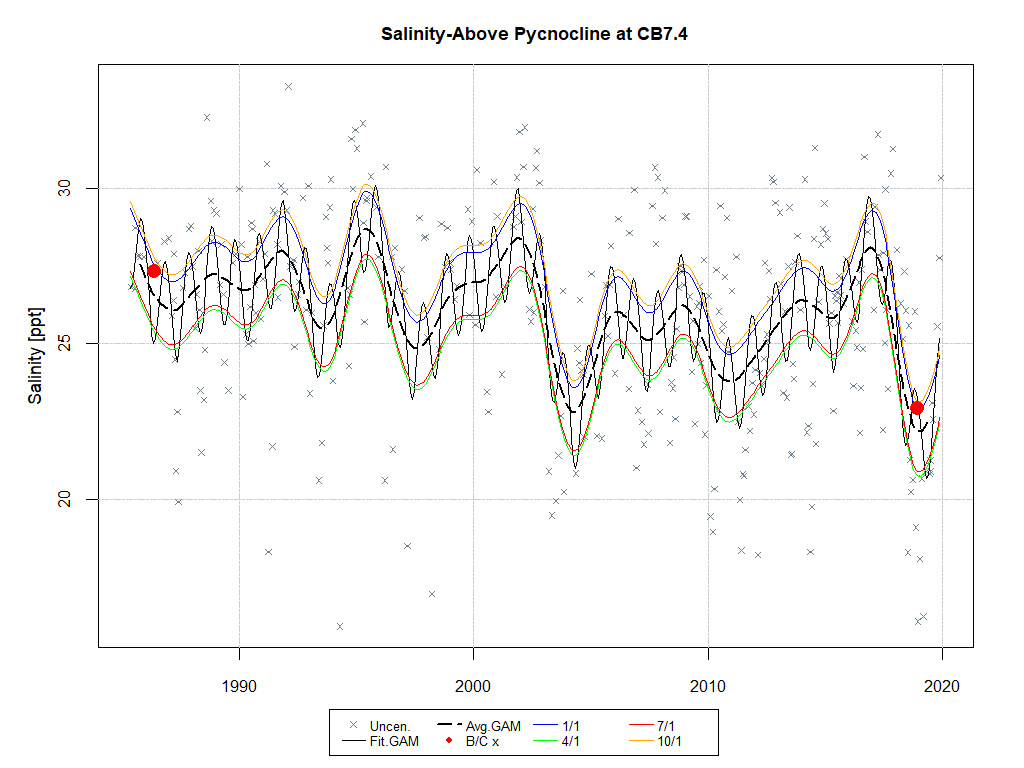 Salinity-Above Pycnocline at CB7.4
Salinity [ppt]
30
25
20
1990 2000 2010 2020
Uncen. Avg.GAM 1/1 7/1
Fit.GAM B/C x 4/1 10/1